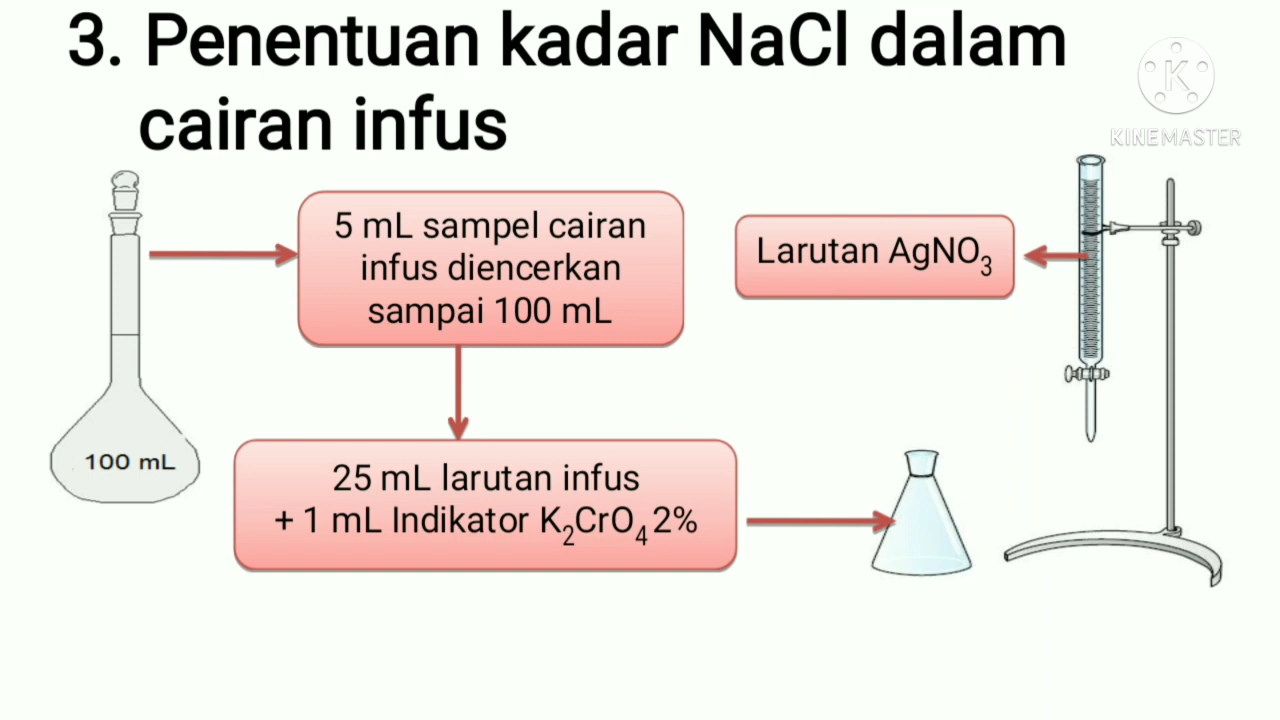 3. Penentuan kadar NaCl dalam
cairan infus
K
KINEMASTER
5 mL sampel cairan
infus diencerkan
sampai 100 mL
Larutan AgNO₃
100 mL
25 mL larutan infus
+ 1 mL Indikator K₂CrO₄ 2%